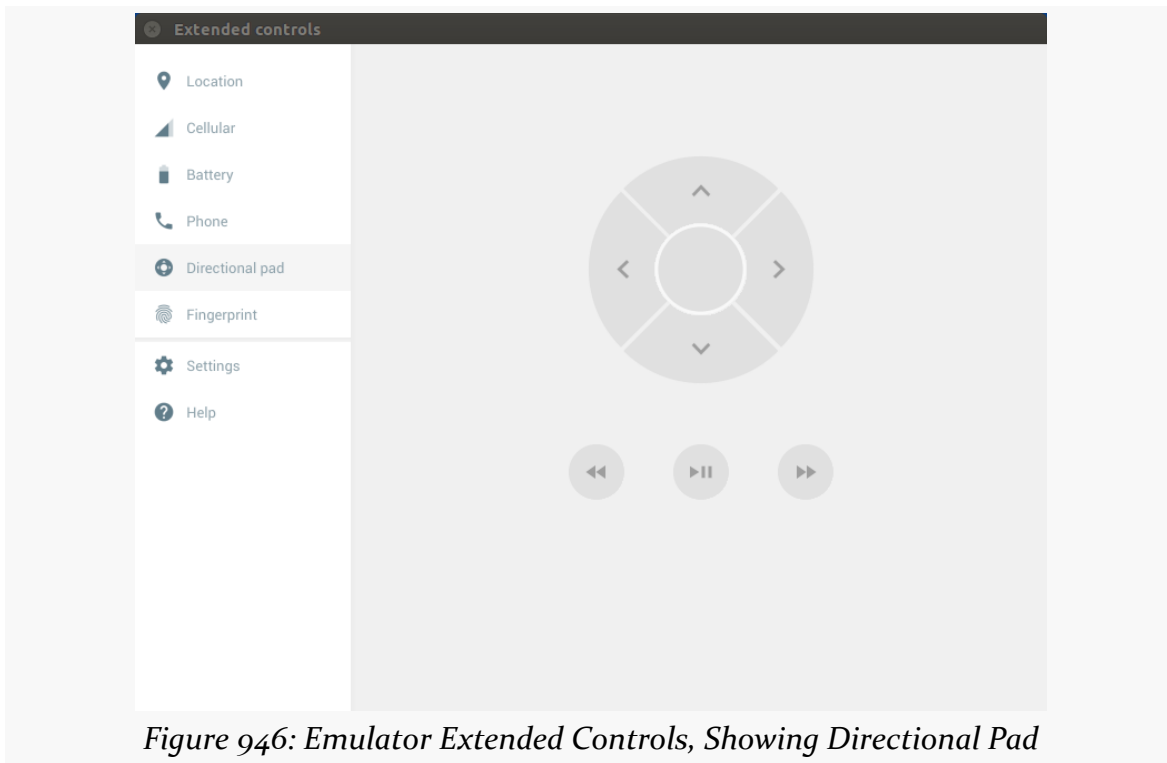 Extended controls
Location
Cellular
Battery
Phone
Directional pad
Fingerprint
Settings
Help
Figure 946: Emulator Extended Controls, Showing Directional Pad